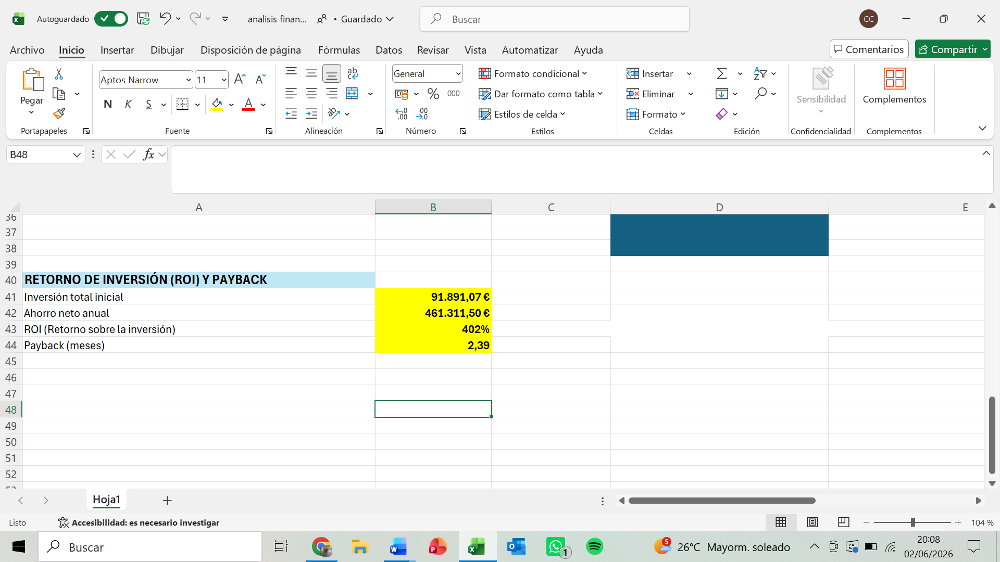 Autoguardado
analisis finan...
• Guardado
Buscar
CC
Archivo
Inicio
Insertar
Dibujar
Disposición de página
Fórmulas
Datos
Revisar
Vista
Automatizar
Ayuda
Comentarios
Compartir
Pegar
Portapapeles
Aptos Narrow
11
N K S
Fuente
Alineación
General
% 000
Número
Formato condicional
Dar formato como tabla
Estilos de celda
Estilos
Insertar
Eliminar
Formato
Celdas
Edición
Sensibilidad
Confidencialidad
Complementos
Complementos
B48
fx
A B C D E
36
37
38
39
40 RETORNO DE INVERSIÓN (ROI) Y PAYBACK
41 Inversión total inicial 91.891,07 €
42 Ahorro neto anual 461.311,50 €
43 ROI (Retorno sobre la inversión) 402%
44 Payback (meses) 2,39
45
46
47
48
49
50
51
52
53
Hoja1
Listo
Accesibilidad: es necesario investigar
104 %
Buscar
1
5
26°C Mayorm. soleado
20:08
02/06/2026